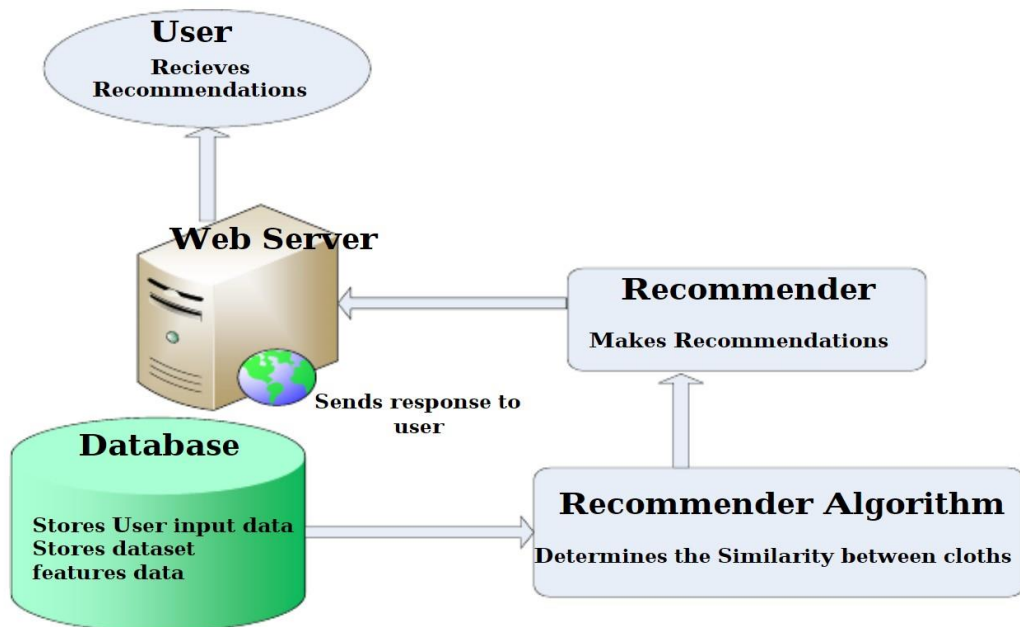 User
Recieves
Recommendations
Web Server
Sends response to
user
Recommender
Makes Recommendations
Database
Stores User input data
Stores dataset
features data
Recommender Algorithm
Determines the Similarity between cloths